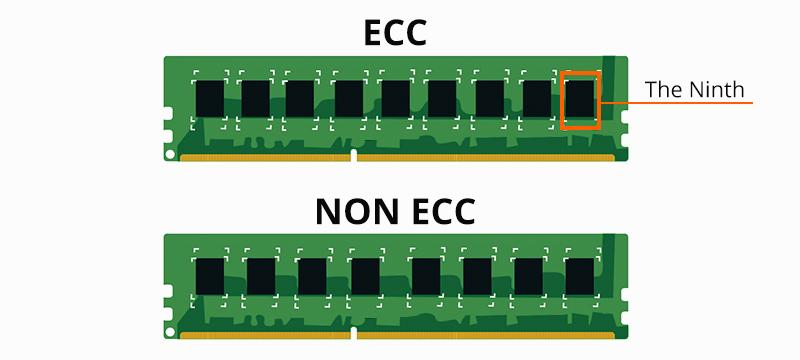 ECC
The Ninth
NON ECC